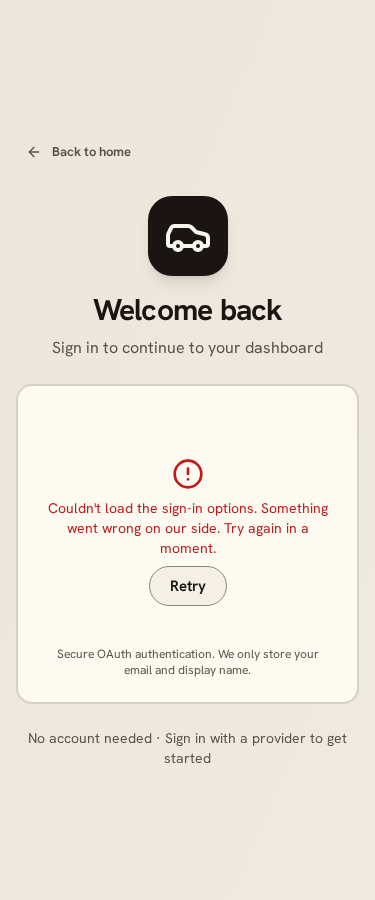 Back to home
Welcome back
Sign in to continue to your dashboard
Couldn't load the sign-in options. Something
went wrong on our side. Try again in a
moment.
Retry
Secure OAuth authentication. We only store your
email and display name.
No account needed · Sign in with a provider to get
started